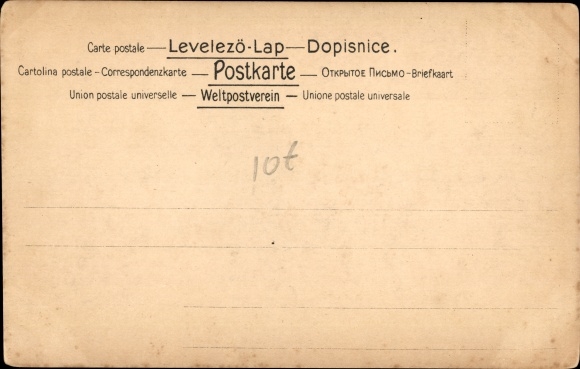 Carte postale — Levelezö-Lap — Dopisnice.
Cartolina postale – Correspondenzkarte — Postkarte — Открытое Письмо – Briefkaart
Union postale universelle — Weltpostverein — Unione postale universale
10t